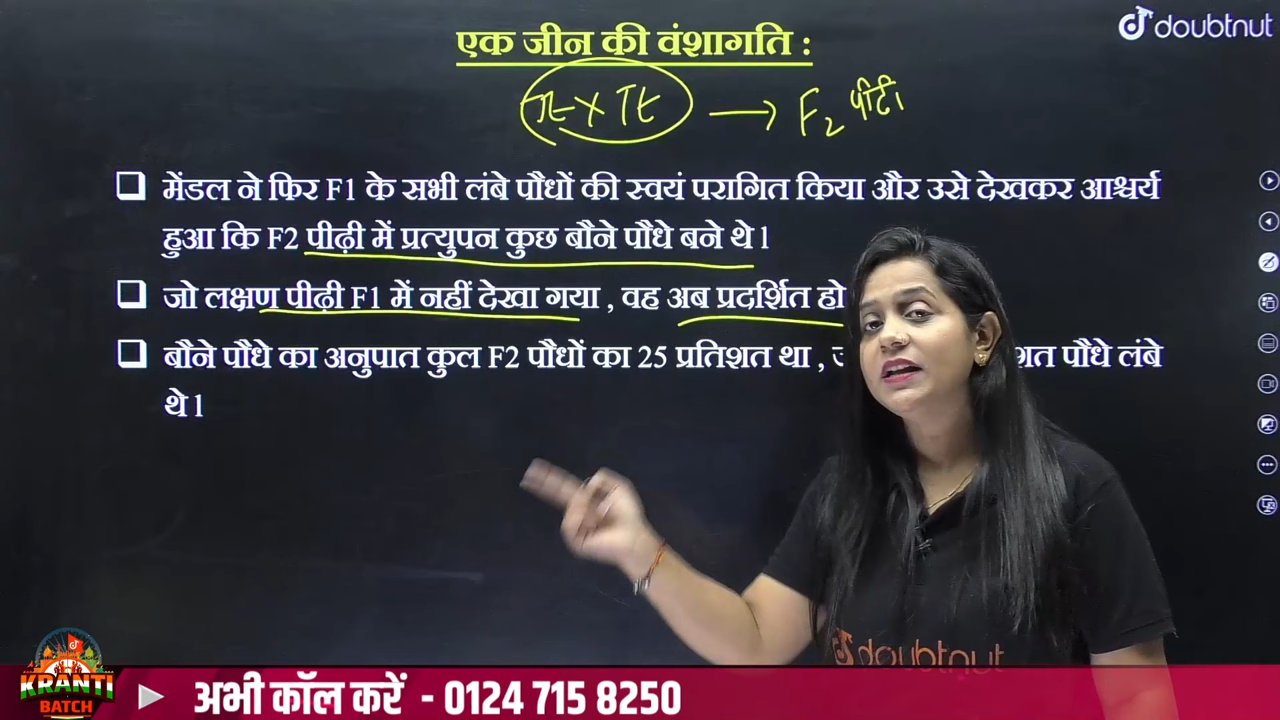 एक जीन की वंशागति :
doubtnut
Tt x Tt → F2 पीढी
मेंडल ने फिर F1 के सभी लंबे पौधों की स्वयं परागित किया और उसे देखकर आश्चर्य
हुआ कि F2 पीढ़ी में प्रत्युपन कुछ बौने पौधे बने थे l
जो लक्षण पीढ़ी F1 में नहीं देखा गया , वह अब प्रदर्शित हो
बौने पौधे का अनुपात कुल F2 पौधों का 25 प्रतिशत था , शत पौधे लंबे
थे l
doubtnut
KRANTI
BATCH
अभी कॉल करें - 0124 715 8250